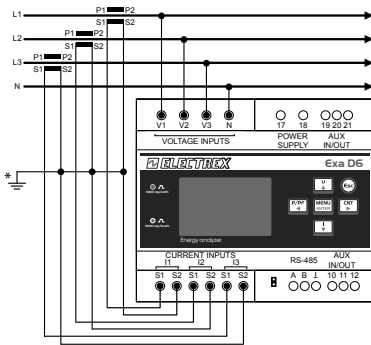 L1 P1 P2
S1 S2
L2 P1 P2
S1 S2
L3 P1 P2
S1 S2
N
*
V1 V2 V3 N 17 18 19 20 21
VOLTAGE INPUTS POWER SUPPLY AUX IN/OUT
ELECTREX Exa D6
U Esc
P/PF MENU ENTER CNT
I
Energy analyzer
CURRENT INPUTS RS-485 AUX IN/OUT
I1 I2 I3
S1 S2 S1 S2 S1 S2 A B ⊥ 10 11 12